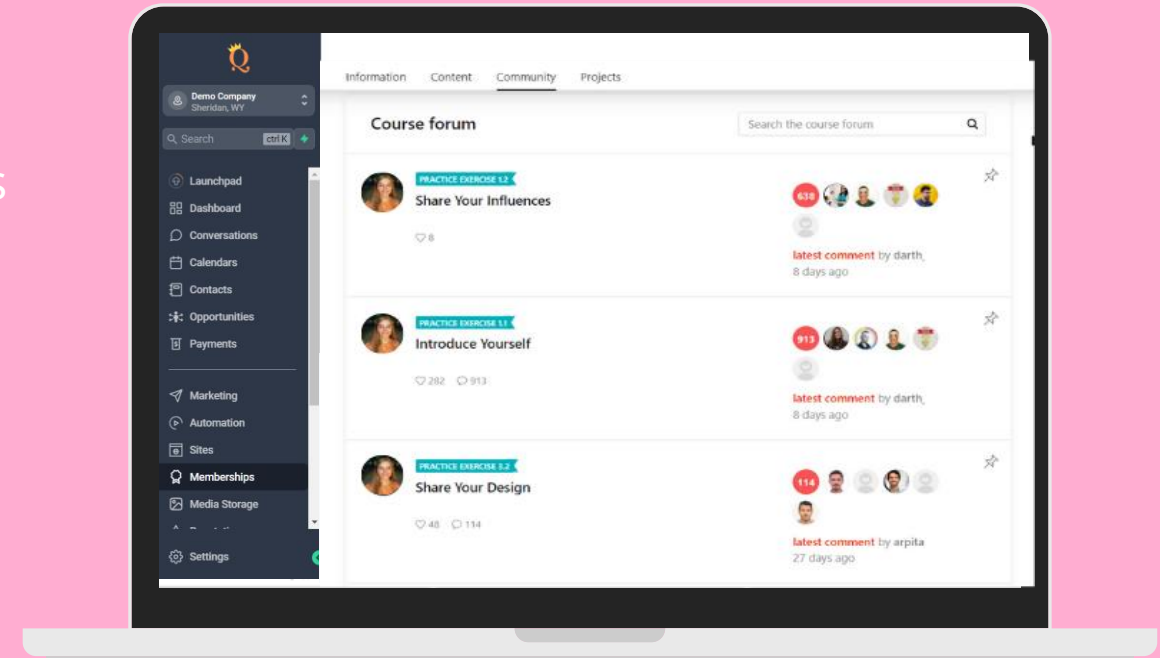 S
Q
Demo Company
Sheridan, WY
Search ctrl K
Launchpad
Dashboard
Conversations
Calendars
Contacts
Opportunities
Payments
Marketing
Automation
Sites
Memberships
Media Storage
Settings
Information Content Community Projects
Course forum
Search the course forum
PRACTICE EXERCISE 1.2
Share Your Influences
8
638
latest comment by darth_
8 days ago
PRACTICE EXERCISE 1.1
Introduce Yourself
282 913
913
latest comment by darth_
8 days ago
PRACTICE EXERCISE 3.2
Share Your Design
48 114
114
latest comment by arpita
27 days ago